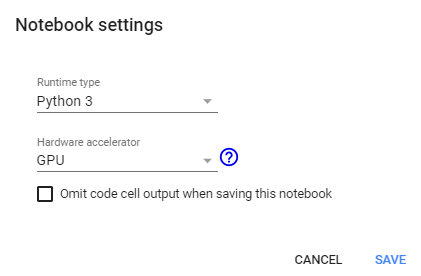 Notebook settings
Runtime type
Python 3
Hardware accelerator
GPU
?
Omit code cell output when saving this notebook
CANCEL SAVE